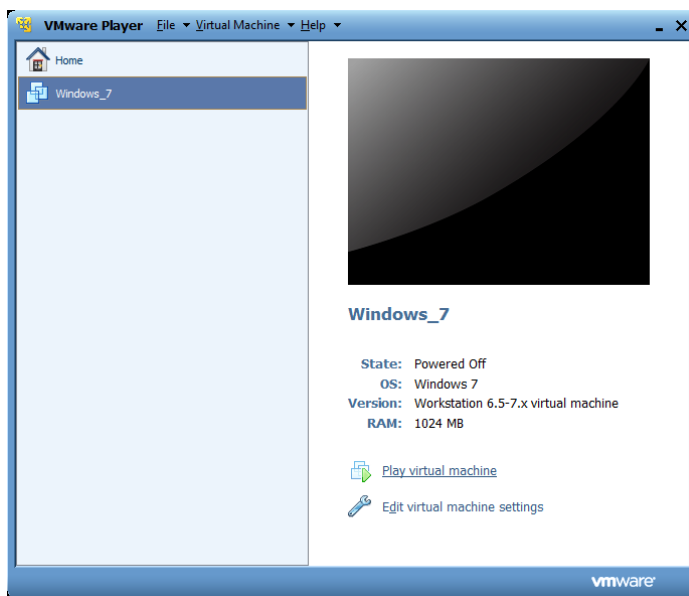 VMware Player File Virtual Machine Help
Home
Windows_7
Windows_7
State: Powered Off
OS: Windows 7
Version: Workstation 6.5-7.x virtual machine
RAM: 1024 MB
Play virtual machine
Edit virtual machine settings
vmware